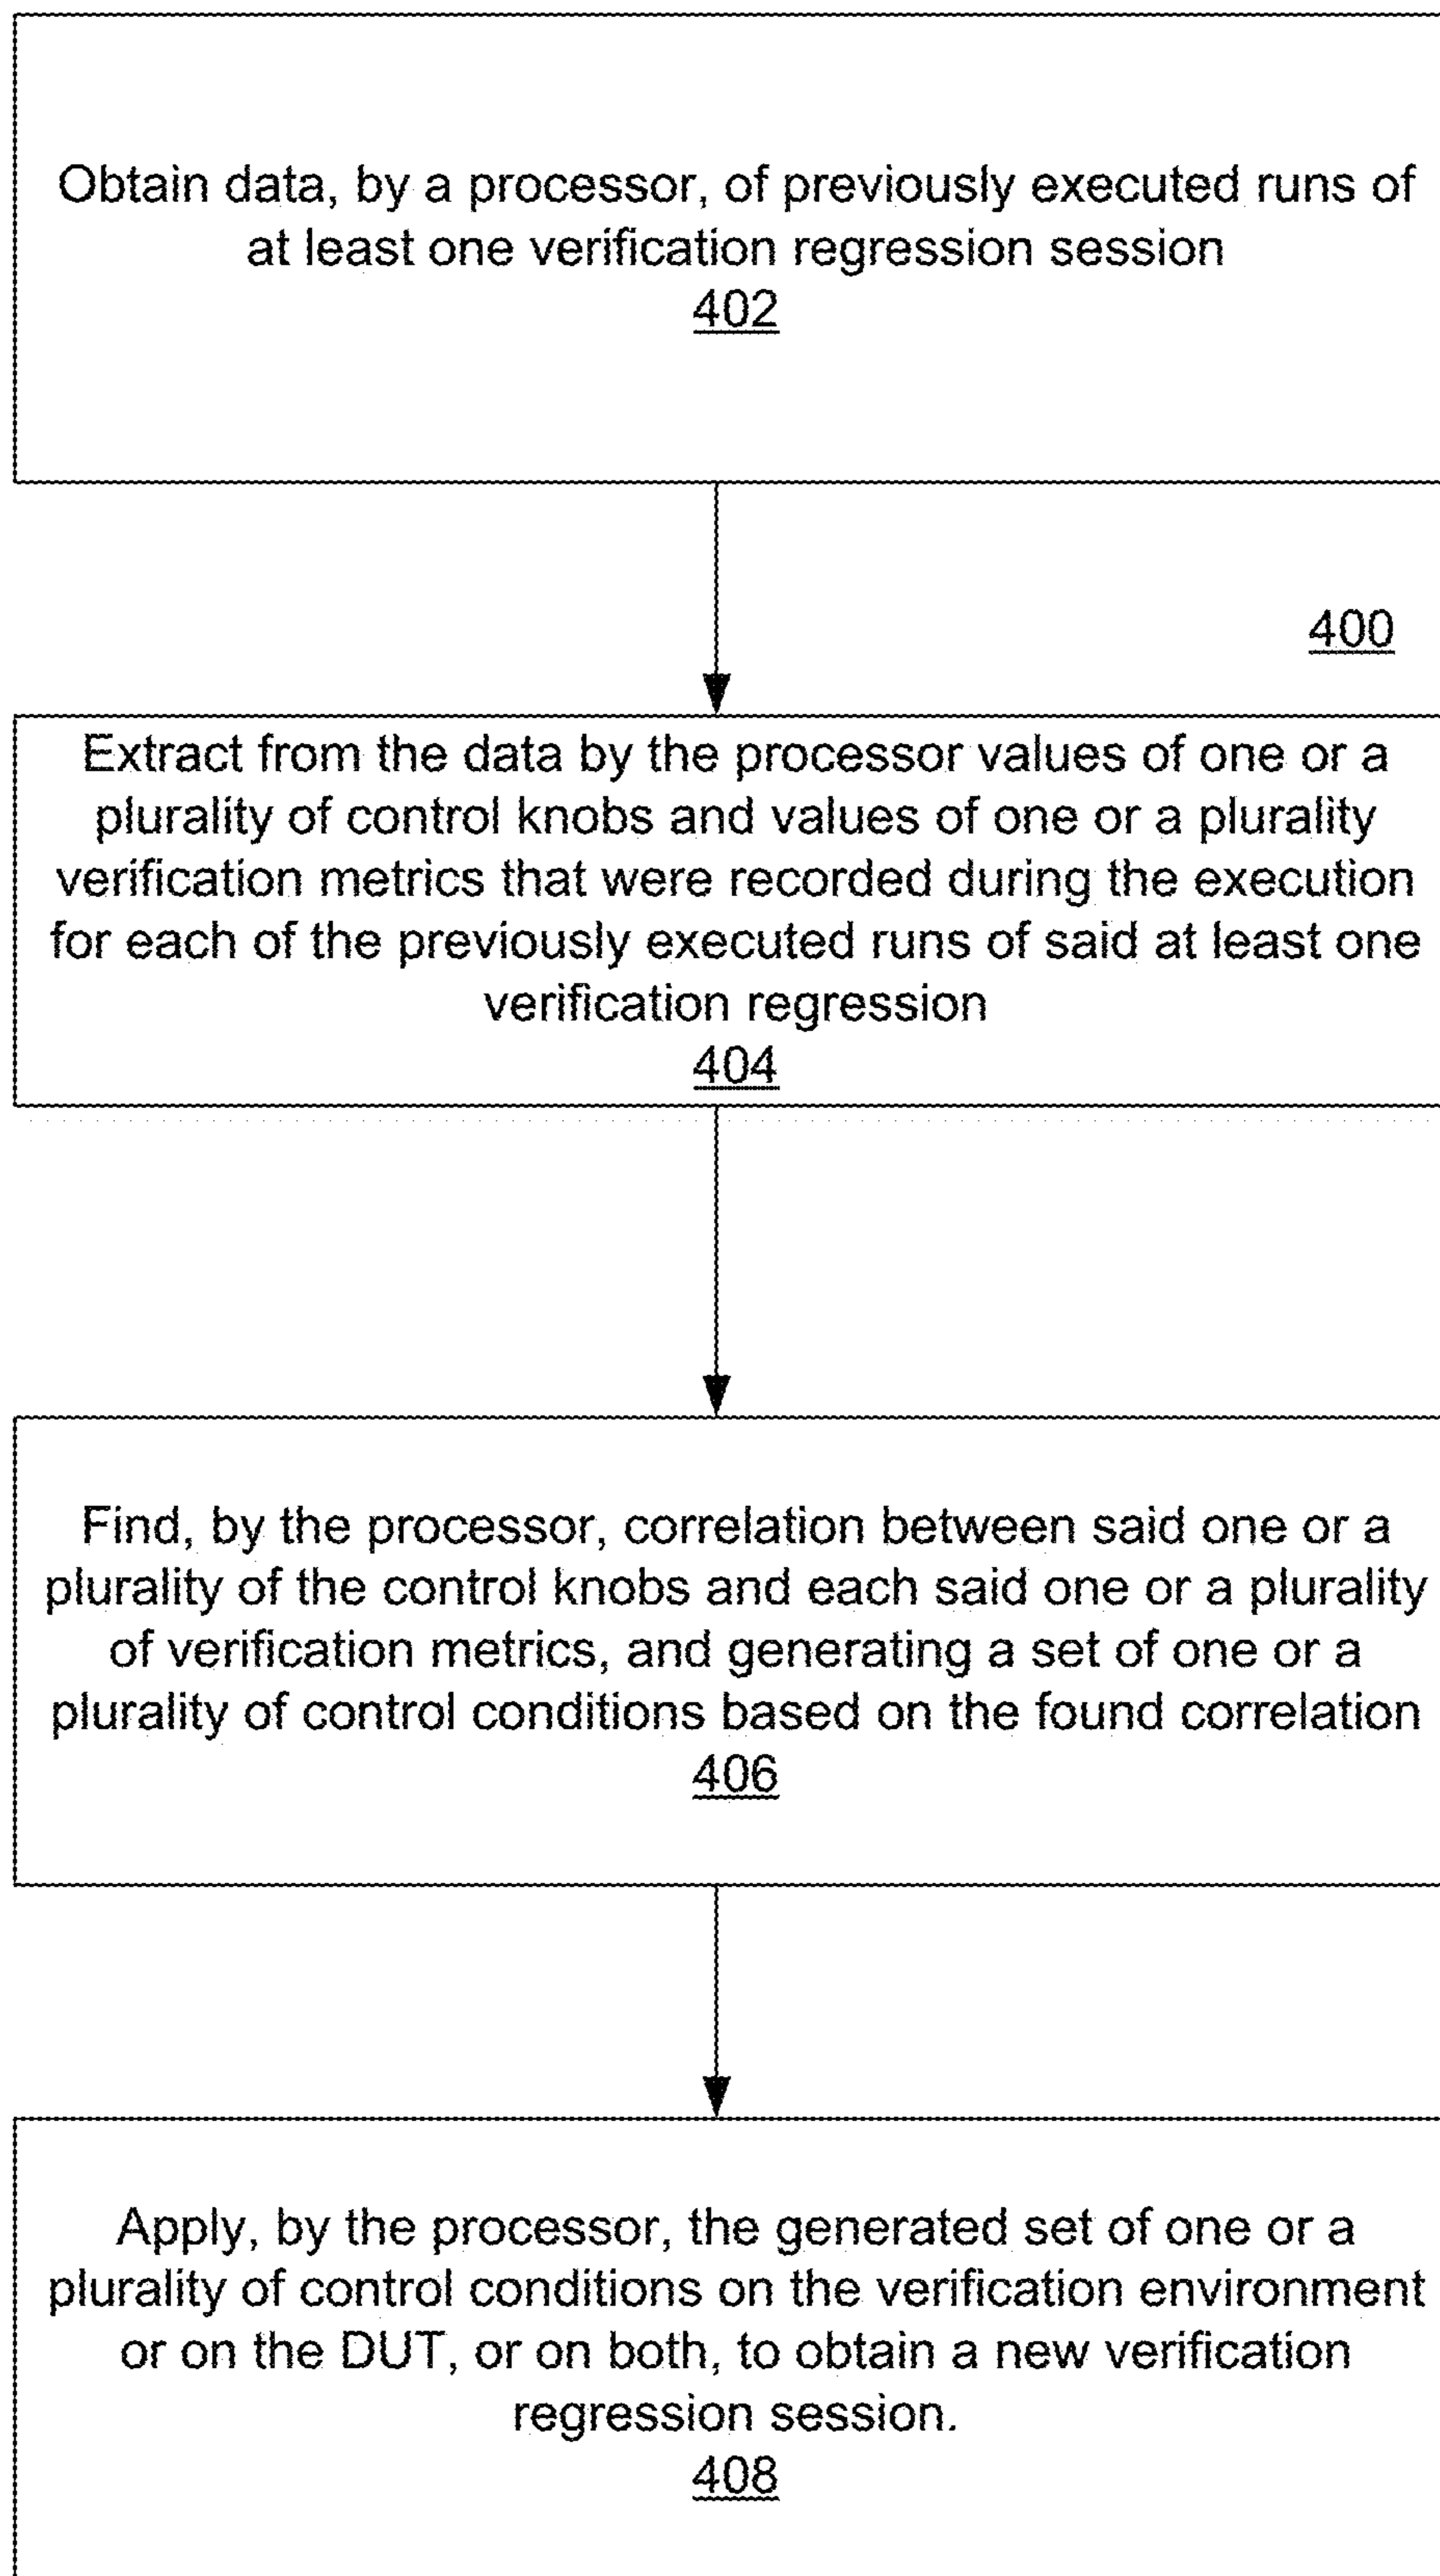 Obtain data, by a processor, of previously executed runs of
at least one verification regression session
402
400
Extract from the data by the processor values of one or a
plurality of control knobs and values of one or a plurality
verification metrics that were recorded during the execution
for each of the previously executed runs of said at least one
verification regression
404
Find, by the processor, correlation between said one or a
plurality of the control knobs and each said one or a plurality
of verification metrics, and generating a set of one or a
plurality of control conditions based on the found correlation
406
Apply, by the processor, the generated set of one or a
plurality of control conditions on the verification environment
or on the DUT, or on both, to obtain a new verification
regression session.
408